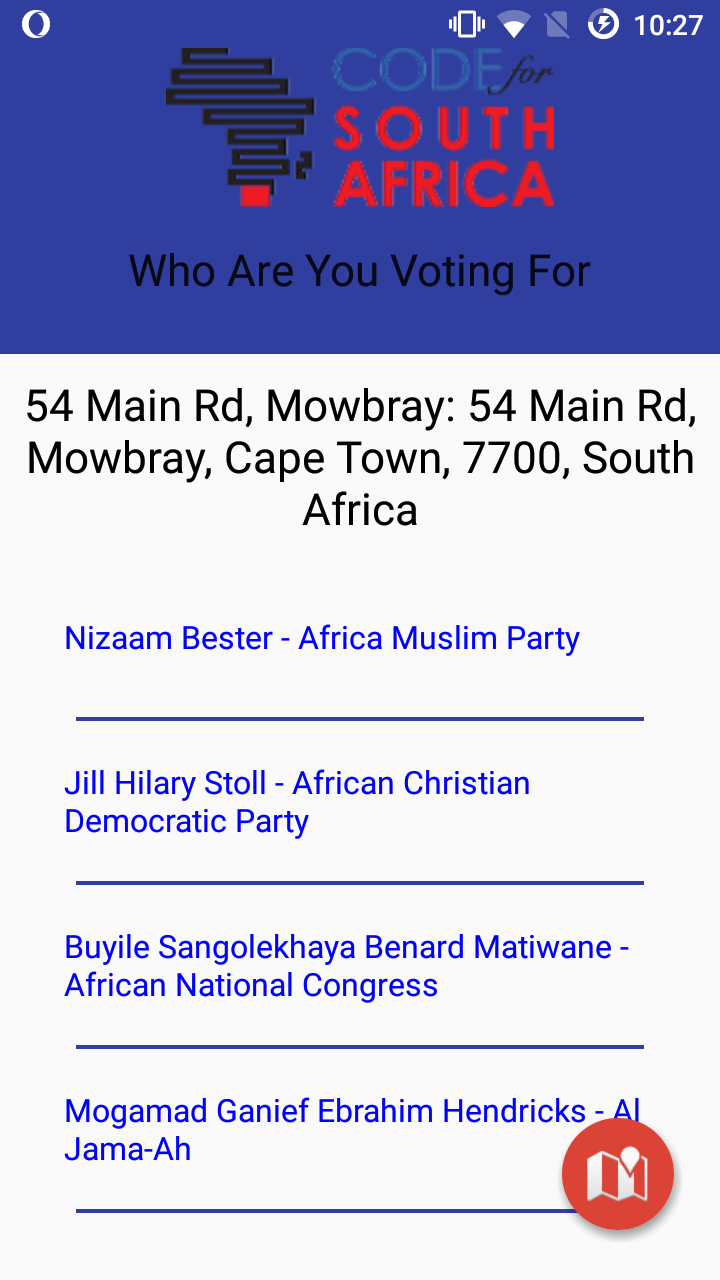 10:27
CODE for
SOUTH
AFRICA
Who Are You Voting For
54 Main Rd, Mowbray: 54 Main Rd,
Mowbray, Cape Town, 7700, South
Africa
Nizaam Bester - Africa Muslim Party
Jill Hilary Stoll - African Christian
Democratic Party
Buyile Sangolekhaya Benard Matiwane -
African National Congress
Mogamad Ganief Ebrahim Hendricks - Al
Jama-Ah